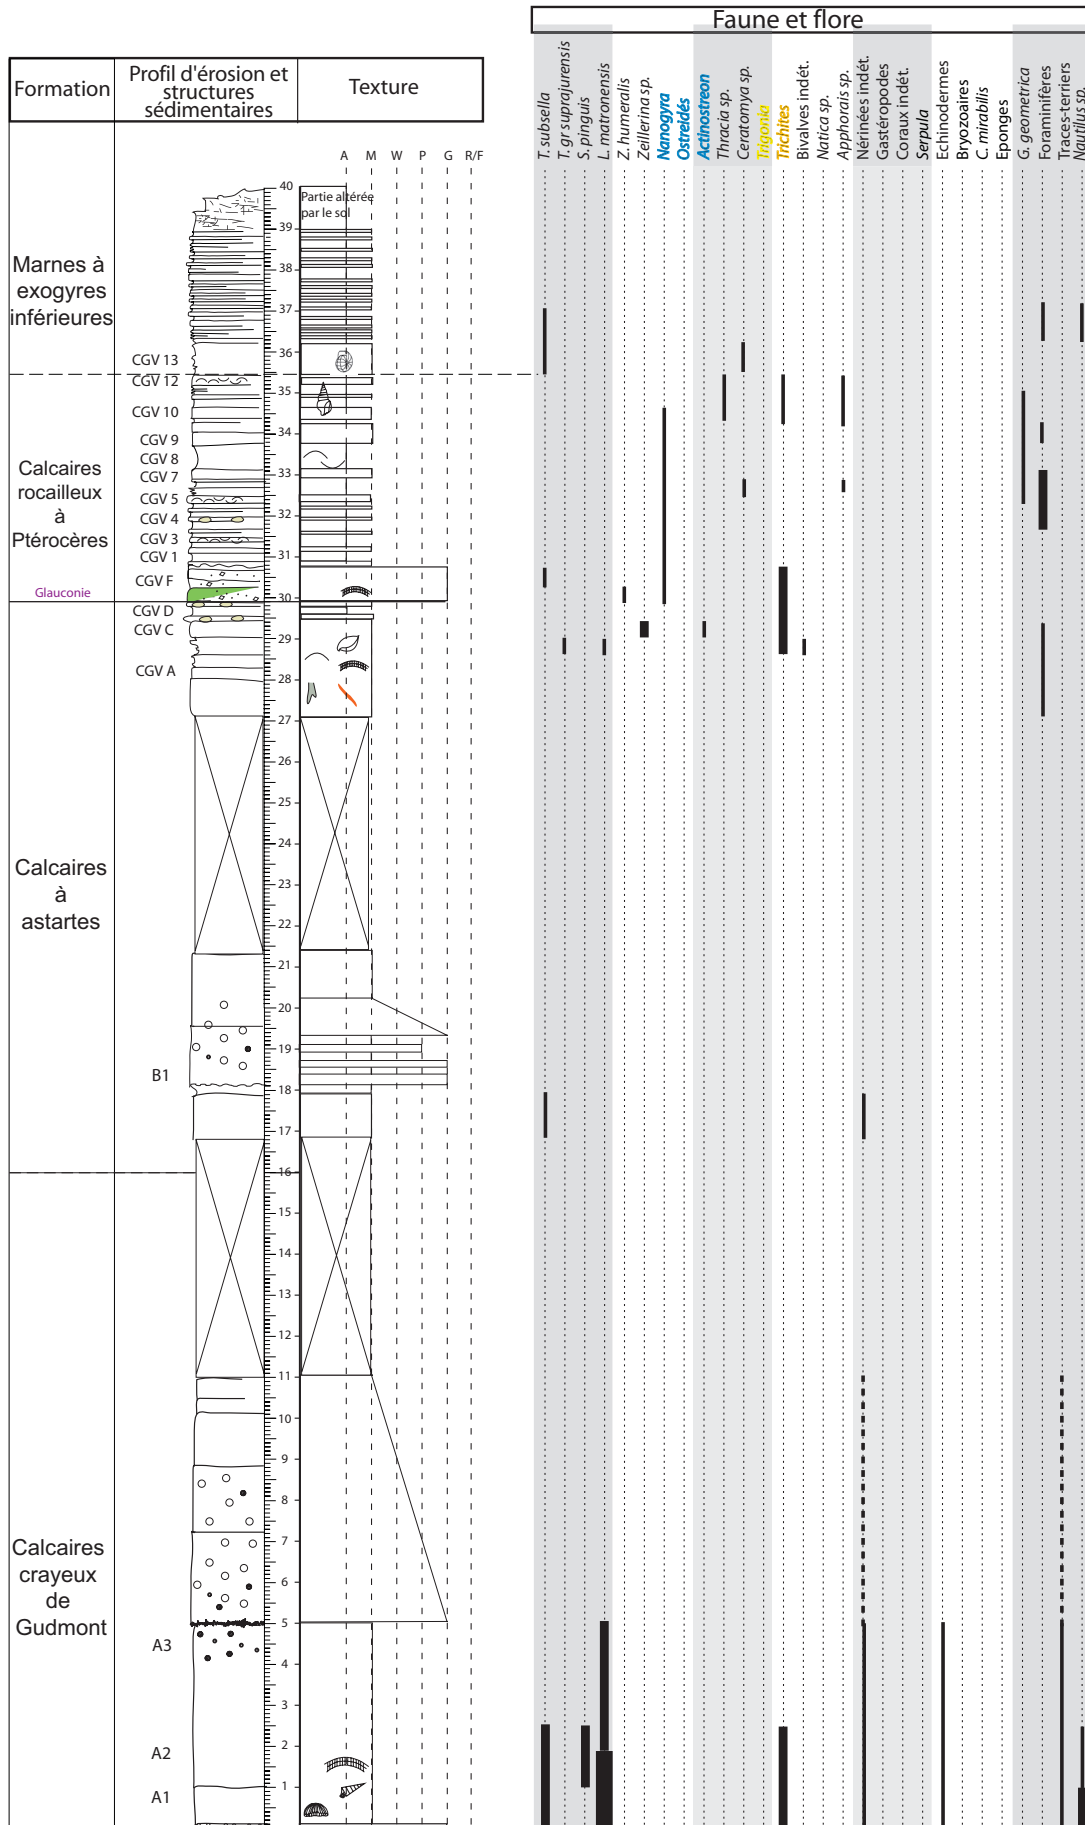 Faune et flore
Formation
Profil d'érosion et
structures
sédimentaires
Texture
T. subsella
T. gr suprajurensis
S. pinguis
L. matronensis
Z. humeralis
Zeillerina sp.
Nanogyra
Ostreidés
Actinostreon
Thracia sp.
Ceratomya sp.
Trigonia
Trichites
Bivalves indét.
Natica sp.
Apphorais sp.
Nérinées indét.
Gastéropodes
Coraux indét.
Serpula
Echinodermes
Bryozoaires
C. mirabilis
Eponges
G. geometrica
Foraminifères
Traces-terriers
Nautilus sp.
A M W P G R/F
40
Partie altérée
par le sol
39
38
Marnes à
exogyres
inférieures
37
36
CGV 13
CGV 12
35
CGV 10
34
CGV 9
CGV 8
33
CGV 7
Calcaires
rocailleux
à
Ptérocères
CGV 5
32
CGV 4
CGV 3
31
CGV 1
CGV F
Glauconie
30
CGV D
CGV C
29
CGV A
28
27
26
25
24
23
22
Calcaires
à
astartes
21
20
19
B1
18
17
16
15
14
13
12
11
10
9
8
7
6
5
Calcaires
crayeux
de
Gudmont
A3
4
3
2
A2
1
A1